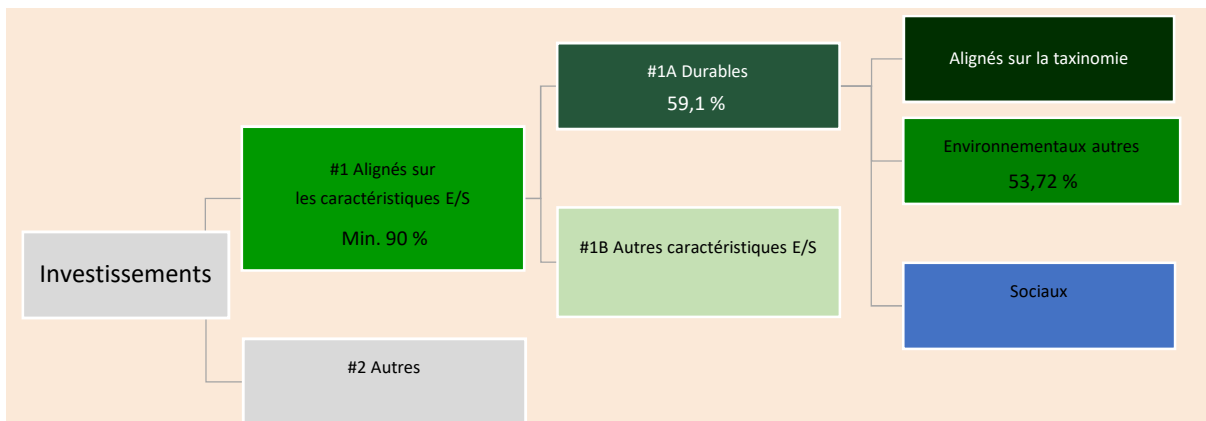 Investissements
#1 Alignés sur
les caractéristiques E/S
Min. 90 %
#2 Autres
#1A Durables
59,1 %
#1B Autres caractéristiques E/S
Alignés sur la taxinomie
Environnementaux autres
53,72 %
Sociaux